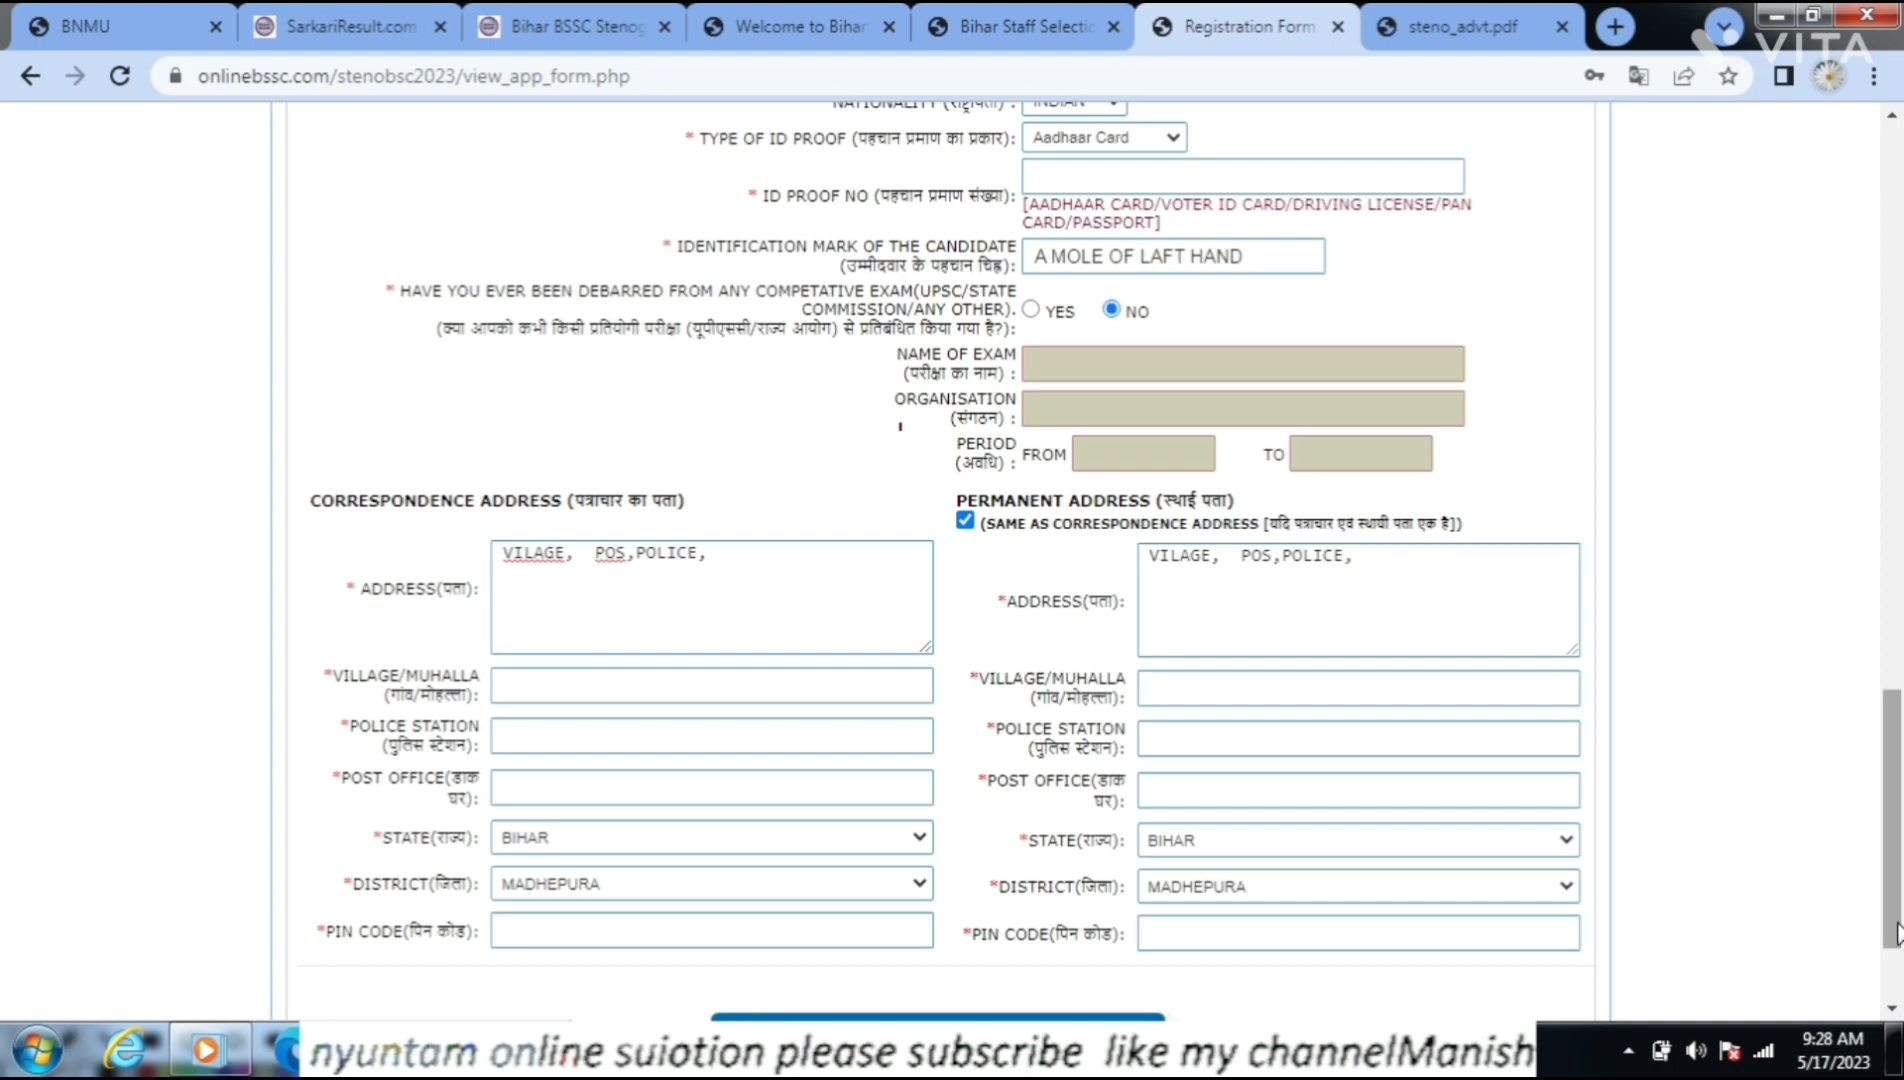 BNMU
SarkariResult.com
Bihar BSSC Stenog
Welcome to Bihar
Bihar Staff Selectio
Registration Form
steno_advt.pdf
VITA
onlinebssc.com/stenobsc2023/view_app_form.php
NATIONALITY (राष्ट्रीयता) : INDIAN
* TYPE OF ID PROOF (पहचान प्रमाण का प्रकार): Aadhaar Card
* ID PROOF NO (पहचान प्रमाण संख्या):
[AADHAAR CARD/VOTER ID CARD/DRIVING LICENSE/PAN
CARD/PASSPORT]
* IDENTIFICATION MARK OF THE CANDIDATE
(उम्मीदवार के पहचान चिह्न): A MOLE OF LAFT HAND
* HAVE YOU EVER BEEN DEBARRED FROM ANY COMPETATIVE EXAM(UPSC/STATE
COMMISSION/ANY OTHER). YES NO
(क्या आपको कभी किसी प्रतियोगी परीक्षा (यूपीएससी/राज्य आयोग) से प्रतिबंधित किया गया है?):
NAME OF EXAM
(परीक्षा का नाम) :
ORGANISATION
(संगठन) :
PERIOD
(अवधि) : FROM TO
CORRESPONDENCE ADDRESS (पत्राचार का पता)
PERMANENT ADDRESS (स्थाई पता)
(SAME AS CORRESPONDENCE ADDRESS [यदि पत्राचार एवं स्थायी पता एक है])
* ADDRESS(पता): VILAGE, POS,POLICE,
*ADDRESS(पता): VILAGE, POS,POLICE,
*VILLAGE/MUHALLA
(गांव/मोहल्ला):
*VILLAGE/MUHALLA
(गांव/मोहल्ला):
*POLICE STATION
(पुलिस स्टेशन):
*POLICE STATION
(पुलिस स्टेशन):
*POST OFFICE(डाक
घर):
*POST OFFICE(डाक
घर):
*STATE(राज्य): BIHAR
*STATE(राज्य): BIHAR
*DISTRICT(जिला): MADHEPURA
*DISTRICT(जिला): MADHEPURA
*PIN CODE(पिन कोड):
*PIN CODE(पिन कोड):
nyuntam online suiotion please subscribe like my channelManish
9:28 AM
5/17/2023